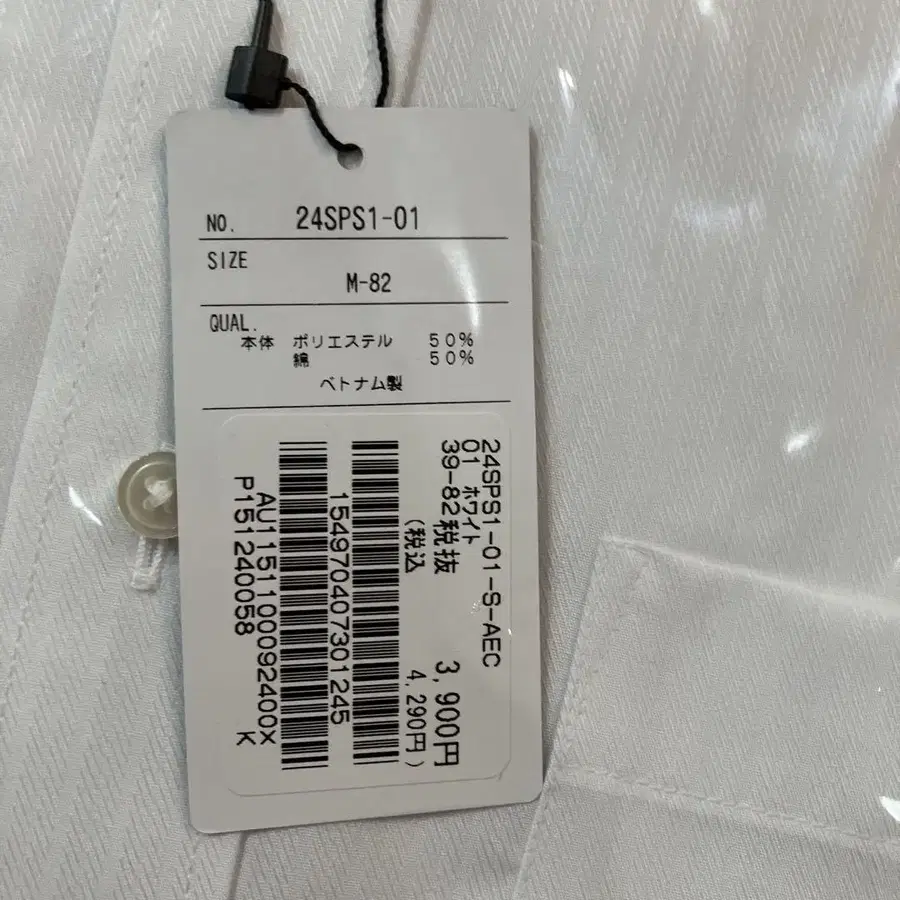 NO. 24SPS1-01
SIZE
M-82
QUAL.
本体 ポリエステル 50%
綿 50%
ベトナム製
24SPS1-01-S-AEC
01 ホワイト
39-82税抜 3,900円
(税込 4,290円)
154970407301245
AU1151100092400X
P151240058 K